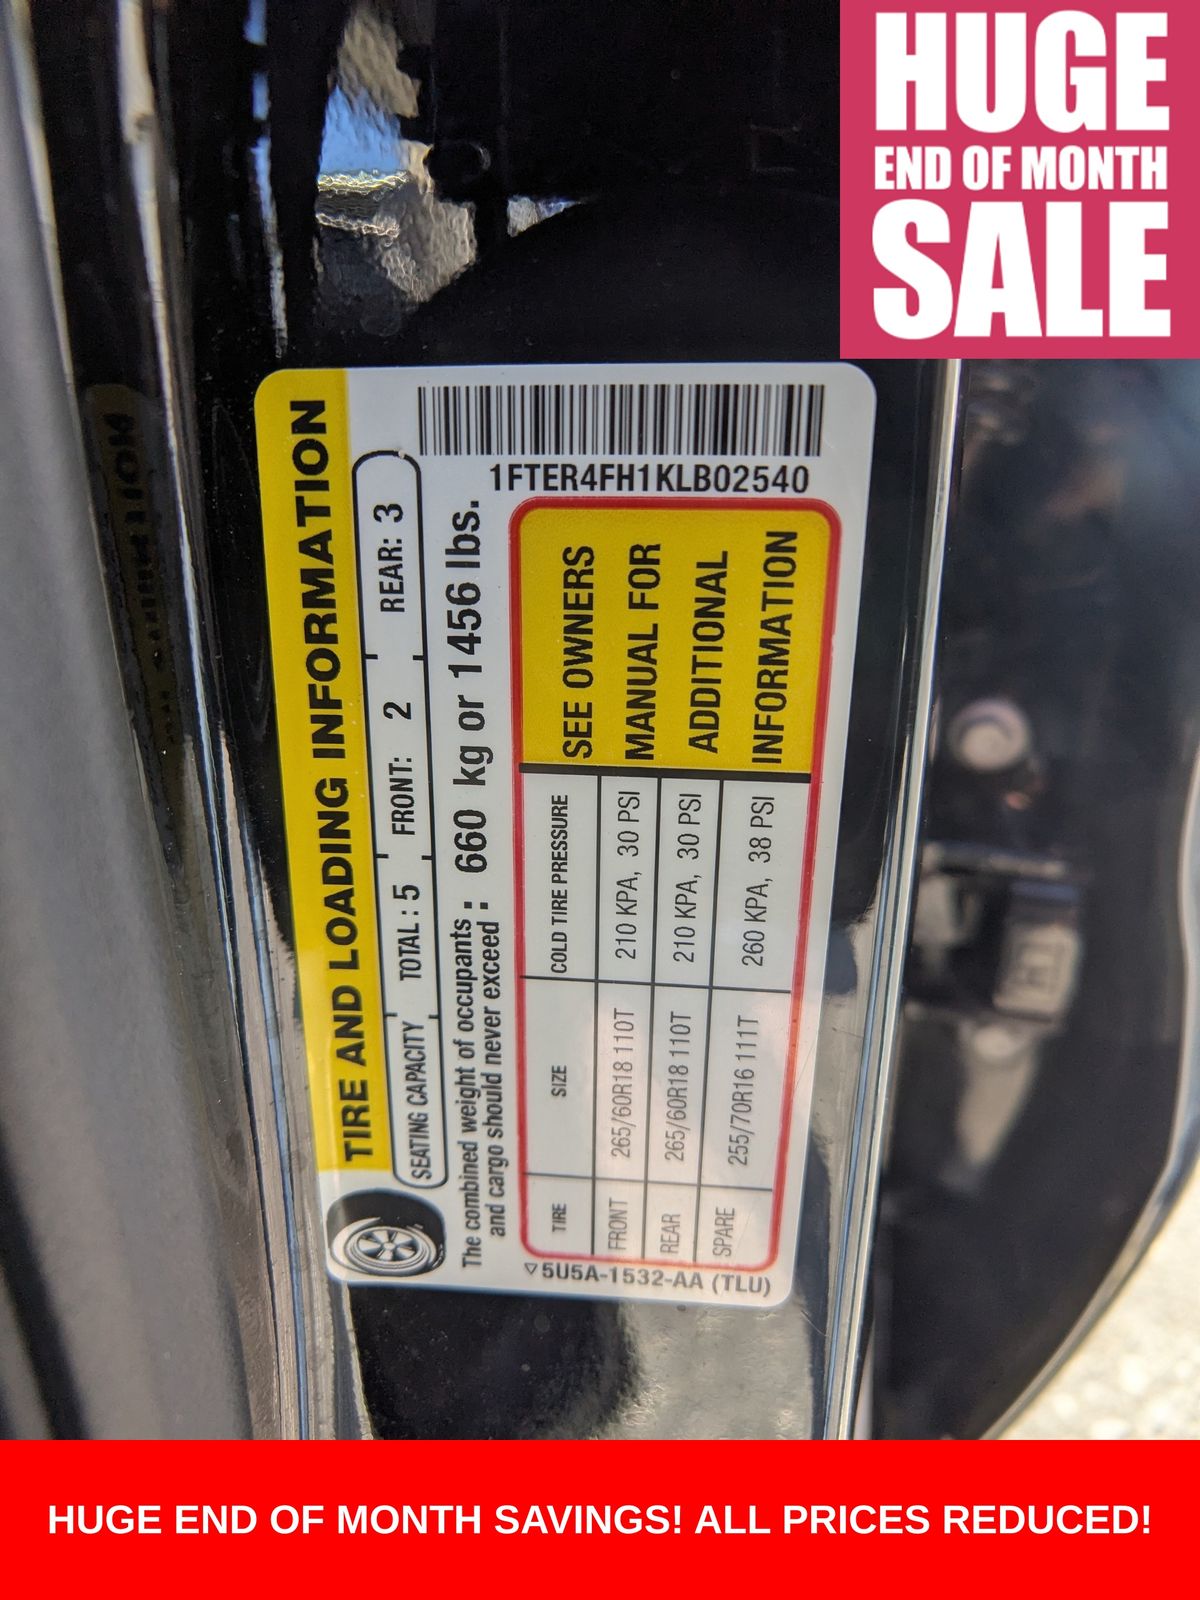 HUGE
END OF MONTH
SALE
1FTER4FH1KLB02540
TIRE AND LOADING INFORMATION
SEATING CAPACITY TOTAL : 5 FRONT: 2 REAR: 3
The combined weight of occupants
and cargo should never exceed : 660 kg or 1456 lbs.
TIRE SIZE COLD TIRE PRESSURE
FRONT 265/60R18 110T 210 KPA, 30 PSI
REAR 265/60R18 110T 210 KPA, 30 PSI
SPARE 255/70R16 111T 260 KPA, 38 PSI
SEE OWNERS
MANUAL FOR
ADDITIONAL
INFORMATION
5U5A-1532-AA (TLU)
HUGE END OF MONTH SAVINGS! ALL PRICES REDUCED!